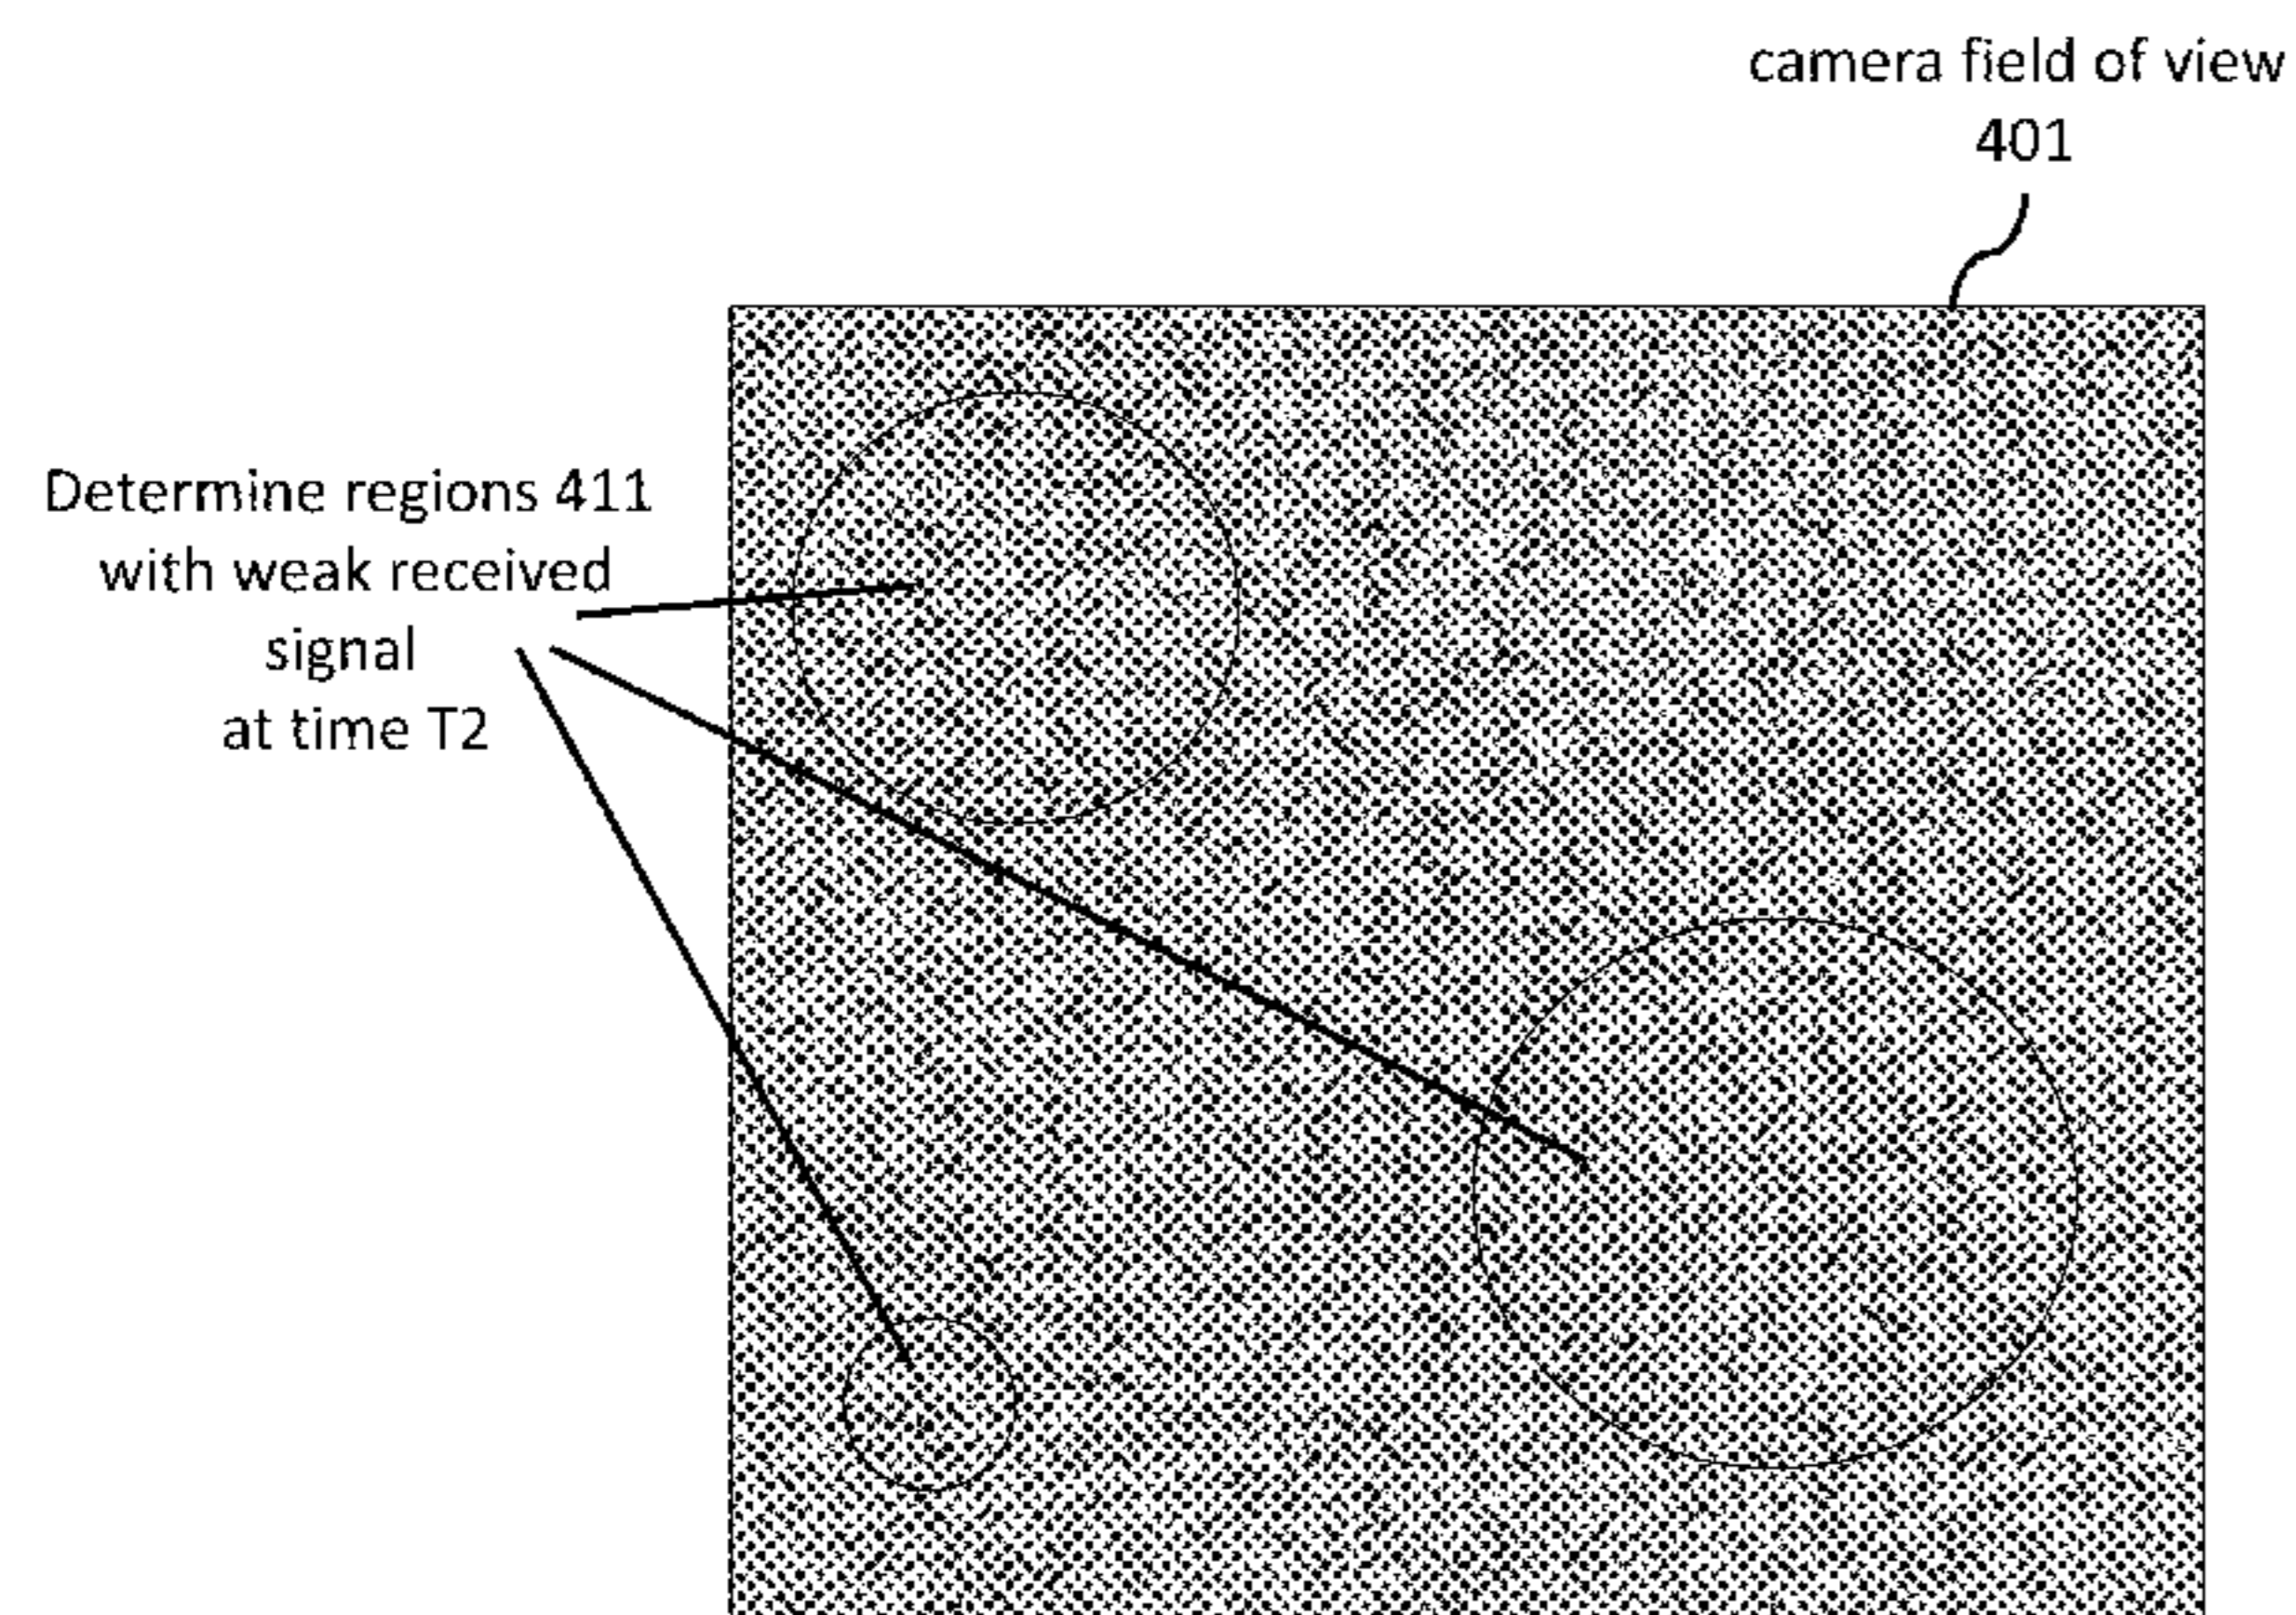 camera field of view
401
Determine regions 411
with weak received
signal
at time T2